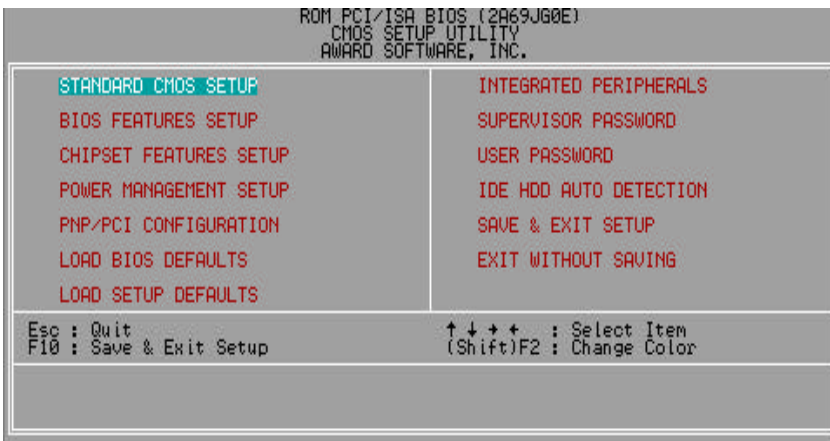 ROM PCI/ISA BIOS (2A69JG0E)
CMOS SETUP UTILITY
AWARD SOFTWARE, INC.
STANDARD CMOS SETUP
BIOS FEATURES SETUP
CHIPSET FEATURES SETUP
POWER MANAGEMENT SETUP
PNP/PCI CONFIGURATION
LOAD BIOS DEFAULTS
LOAD SETUP DEFAULTS
INTEGRATED PERIPHERALS
SUPERVISOR PASSWORD
USER PASSWORD
IDE HDD AUTO DETECTION
SAVE & EXIT SETUP
EXIT WITHOUT SAVING
Esc : Quit
F10 : Save & Exit Setup
↑ ↓ → ← : Select Item
(Shift)F2 : Change Color